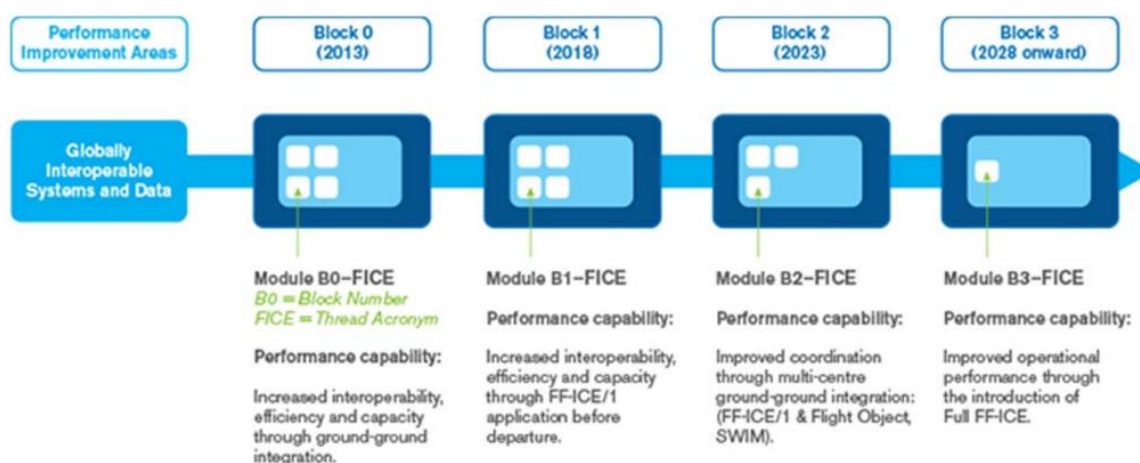 Performance
Improvement Areas
Block 0
(2013)
Block 1
(2018)
Block 2
(2023)
Block 3
(2028 onward)
Globally
Interoperable
Systems and Data
Module B0–FICE
B0 = Block Number
FICE = Thread Acronym
Performance capability:
Increased interoperability,
efficiency and capacity
through ground-ground
integration.
Module B1–FICE
Performance capability:
Increased interoperability,
efficiency and capacity
through FF-ICE/1
application before
departure.
Module B2–FICE
Performance capability:
Improved coordination
through multi-centre
ground-ground integration:
(FF-ICE/1 & Flight Object,
SWIM).
Module B3–FICE
Performance capability:
Improved operational
performance through
the introduction of
Full FF-ICE.